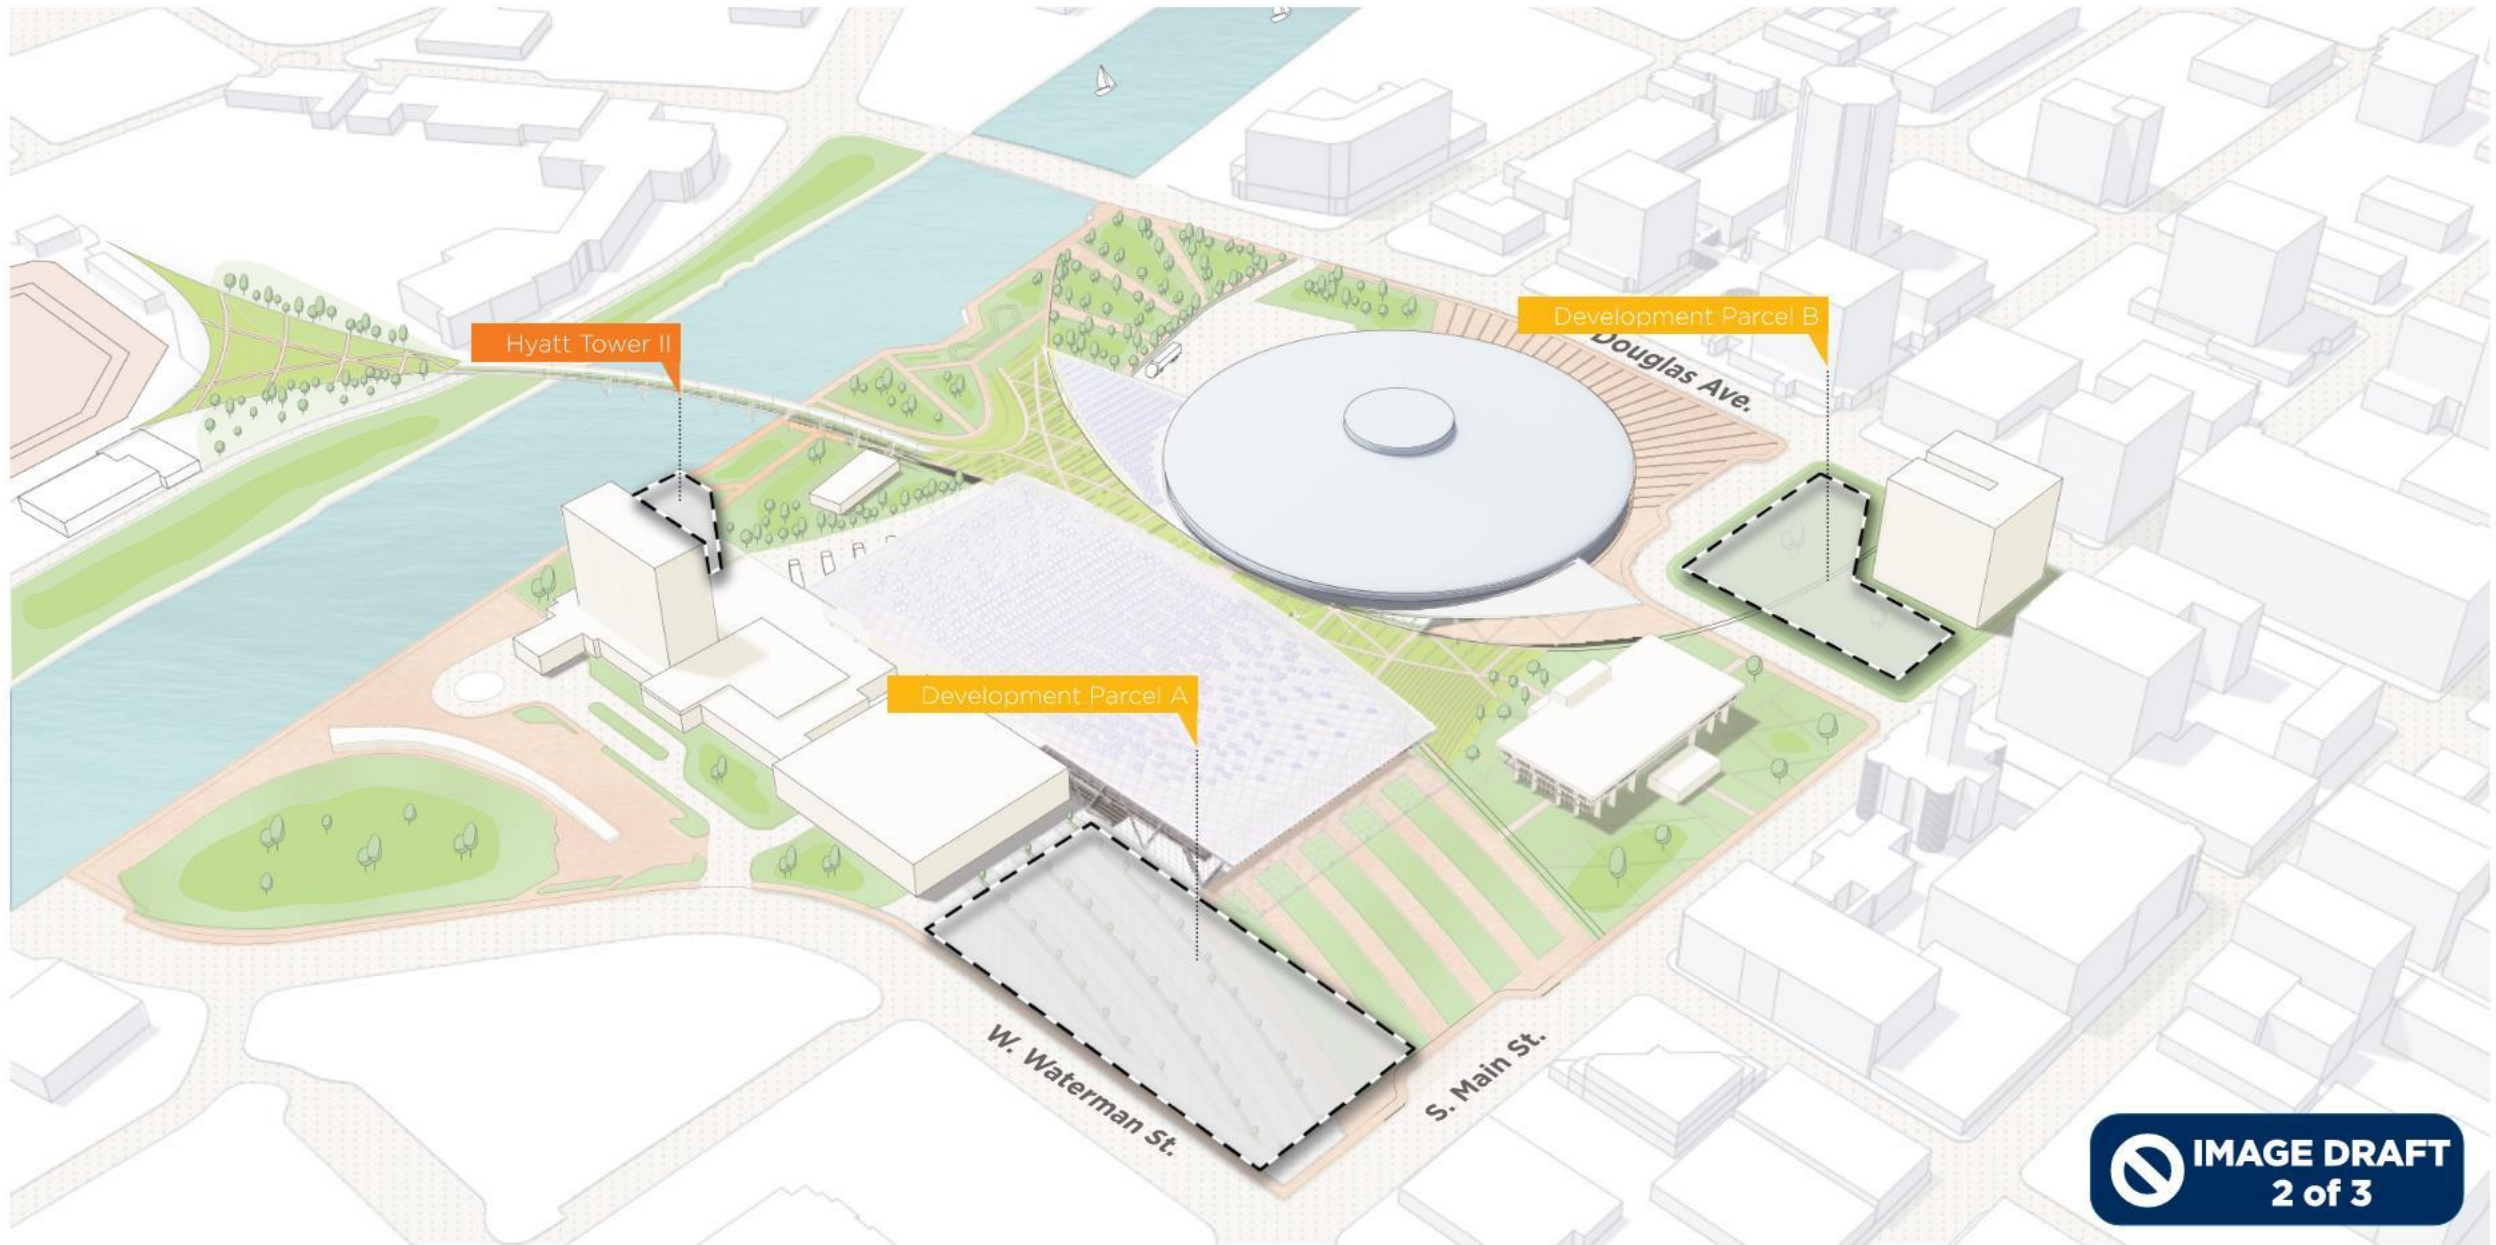 Development Parcel B
Hyatt Tower II
Douglas Ave.
Development Parcel A
W. Waterman St.
S. Main St.
IMAGE DRAFT
2 of 3